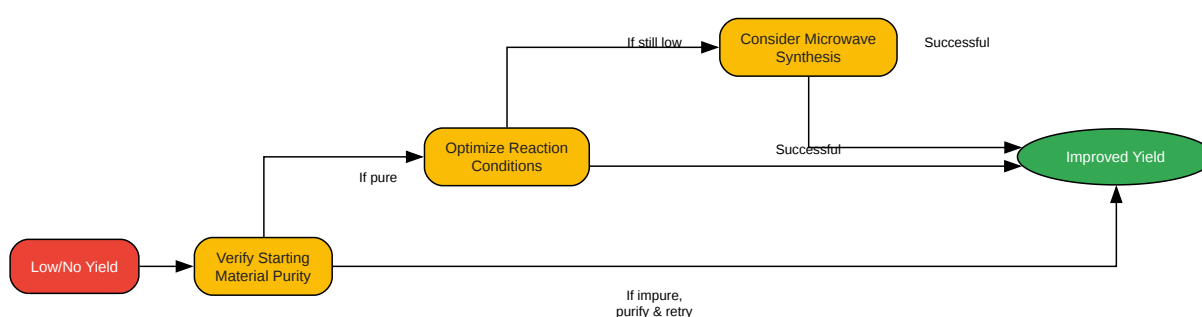 If still low
Consider Microwave
Synthesis
Successful
Optimize Reaction
Conditions
Successful
Improved Yield
If pure
Low/No Yield
Verify Starting
Material Purity
If impure,
purify & retry